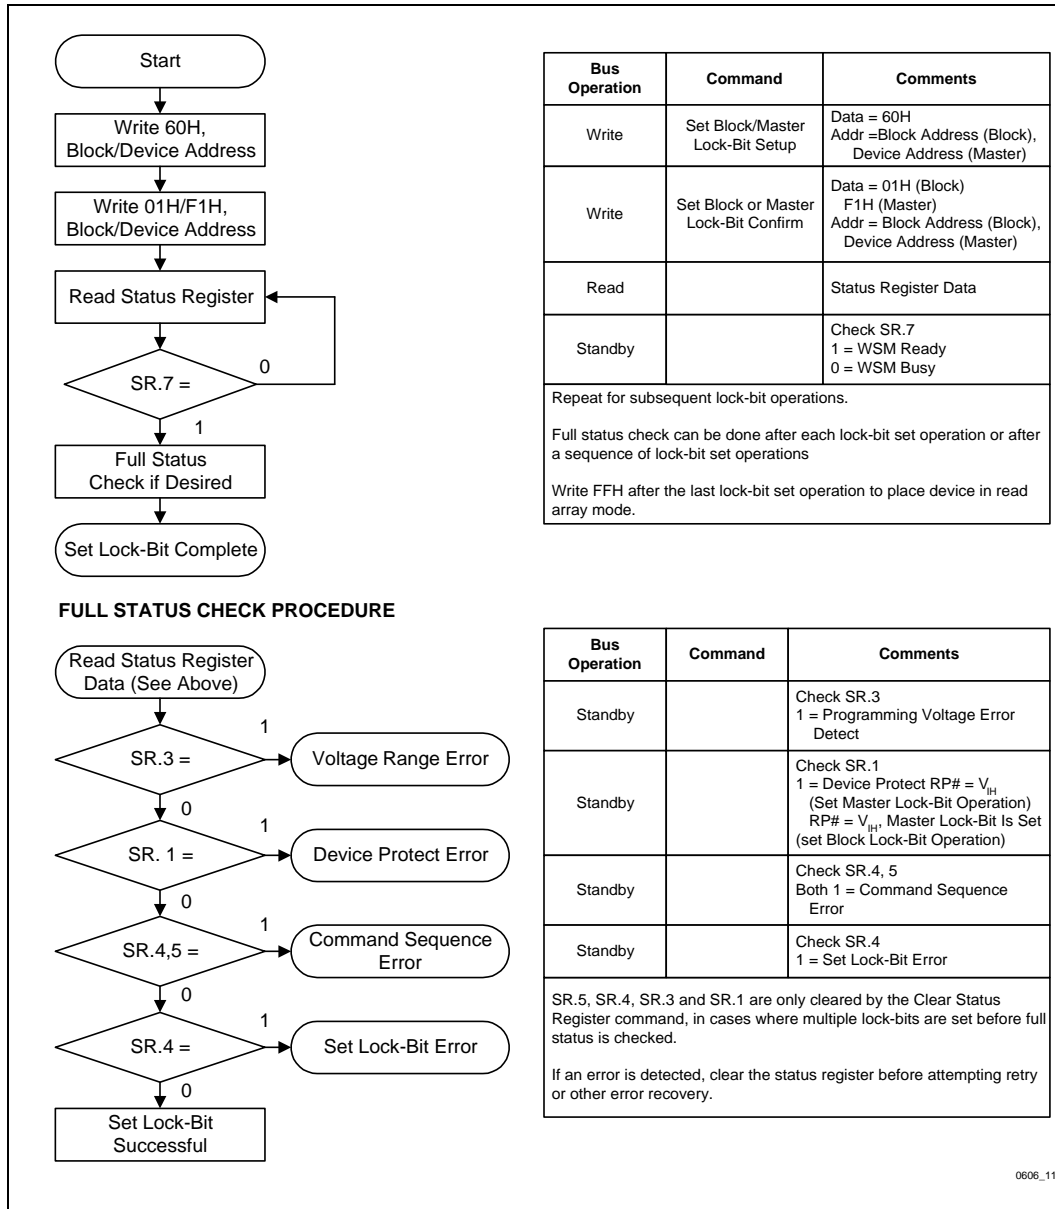 Start
Write 60H,
Block/Device Address
Write 01H/F1H,
Block/Device Address
Read Status Register
SR.7 =
0
1
Full Status
Check if Desired
Set Lock-Bit Complete
Bus
Operation
Command
Comments
Write
Set Block/Master
Lock-Bit Setup
Data = 60H
Addr =Block Address (Block),
Device Address (Master)
Write
Set Block or Master
Lock-Bit Confirm
Data = 01H (Block)
F1H (Master)
Addr = Block Address (Block),
Device Address (Master)
Read
Status Register Data
Standby
Check SR.7
1 = WSM Ready
0 = WSM Busy
Repeat for subsequent lock-bit operations.
Full status check can be done after each lock-bit set operation or after
a sequence of lock-bit set operations
Write FFH after the last lock-bit set operation to place device in read
array mode.
FULL STATUS CHECK PROCEDURE
Read Status Register
Data (See Above)
SR.3 =
1
Voltage Range Error
0
SR. 1 =
1
Device Protect Error
0
SR.4,5 =
1
Command Sequence
Error
0
SR.4 =
1
Set Lock-Bit Error
0
Set Lock-Bit
Successful
Bus
Operation
Command
Comments
Standby
Check SR.3
1 = Programming Voltage Error
Detect
Standby
Check SR.1
1 = Device Protect RP# = VIH
(Set Master Lock-Bit Operation)
RP# = VIH, Master Lock-Bit Is Set
(set Block Lock-Bit Operation)
Standby
Check SR.4, 5
Both 1 = Command Sequence
Error
Standby
Check SR.4
1 = Set Lock-Bit Error
SR.5, SR.4, SR.3 and SR.1 are only cleared by the Clear Status
Register command, in cases where multiple lock-bits are set before full
status is checked.
If an error is detected, clear the status register before attempting retry
or other error recovery.
0606_11